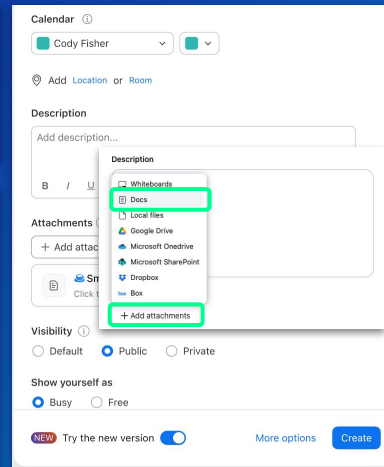 Calendar
Cody Fisher
Add Location or Room
Description
Add description...
B I U
Description
Whiteboards
Docs
Local files
Google Drive
Microsoft Onedrive
Microsoft SharePoint
Dropbox
box Box
+ Add attachments
Attachments
+ Add attac
Sm
Click t
Visibility
Default Public Private
Show yourself as
Busy Free
NEW Try the new version More options Create